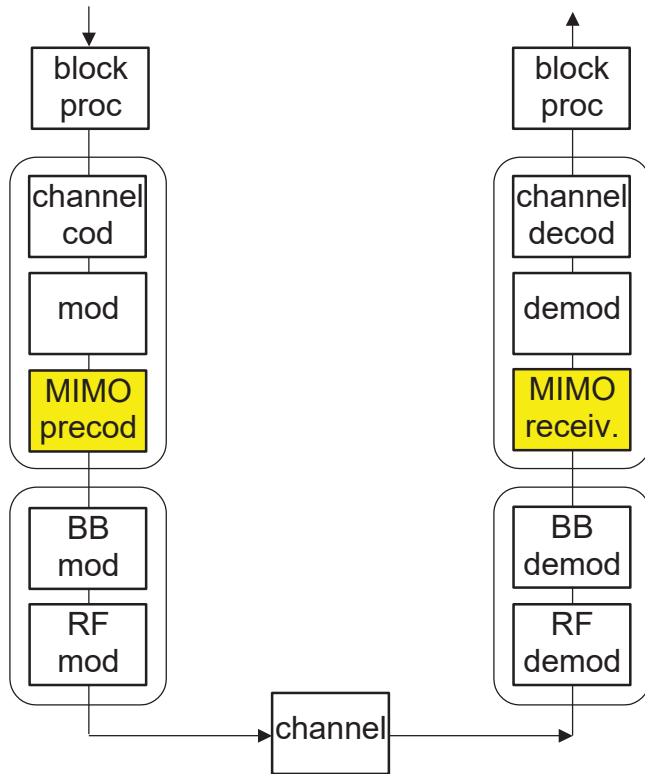 block
proc
channel
cod
mod
MIMO
precod
BB
mod
RF
mod
channel
block
proc
channel
decod
demod
MIMO
receiv.
BB
demod
RF
demod